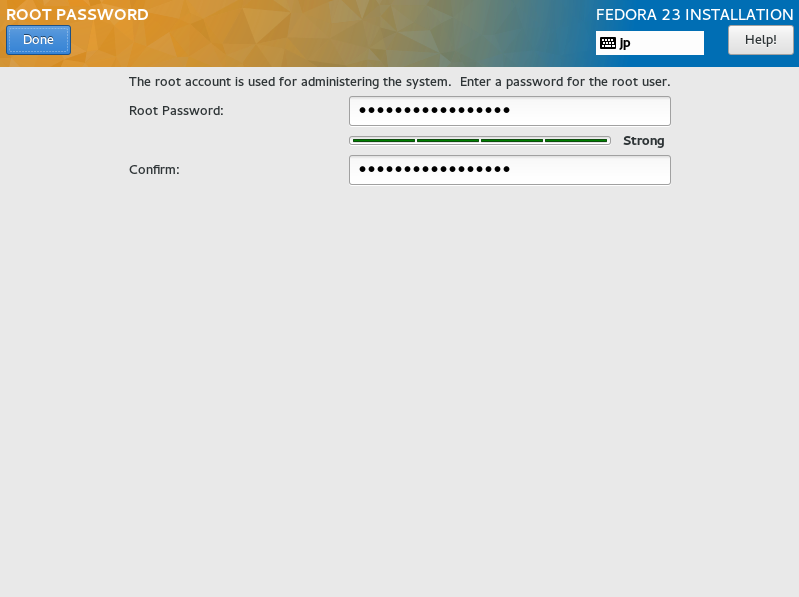 ROOT PASSWORD
FEDORA 23 INSTALLATION
Done
jp
Help!
The root account is used for administering the system.  Enter a password for the root user.
Root Password:
•••••••••••••••••
Strong
Confirm:
•••••••••••••••••